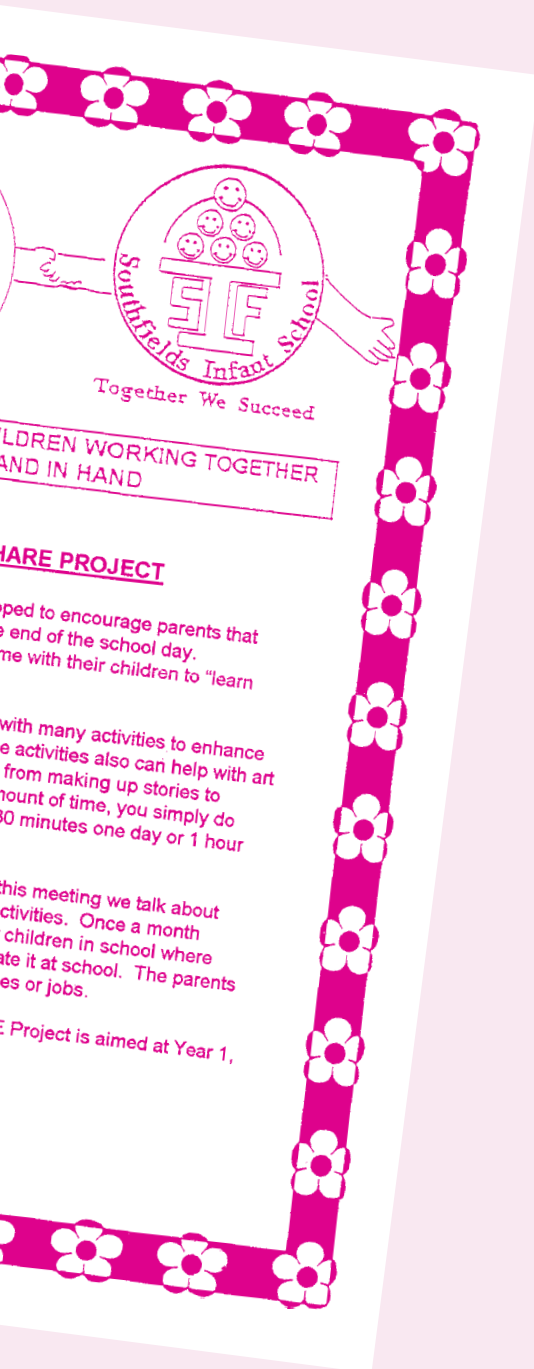 SIF
Southfields Infant School
Together We Succeed
LDREN WORKING TOGETHER
AND IN HAND
HARE PROJECT
ped to encourage parents that
e end of the school day.
me with their children to “learn
with many activities to enhance
e activities also can help with art
from making up stories to
mount of time, you simply do
30 minutes one day or 1 hour
this meeting we talk about
ctivities. Once a month
children in school where
ate it at school. The parents
es or jobs.
E Project is aimed at Year 1,